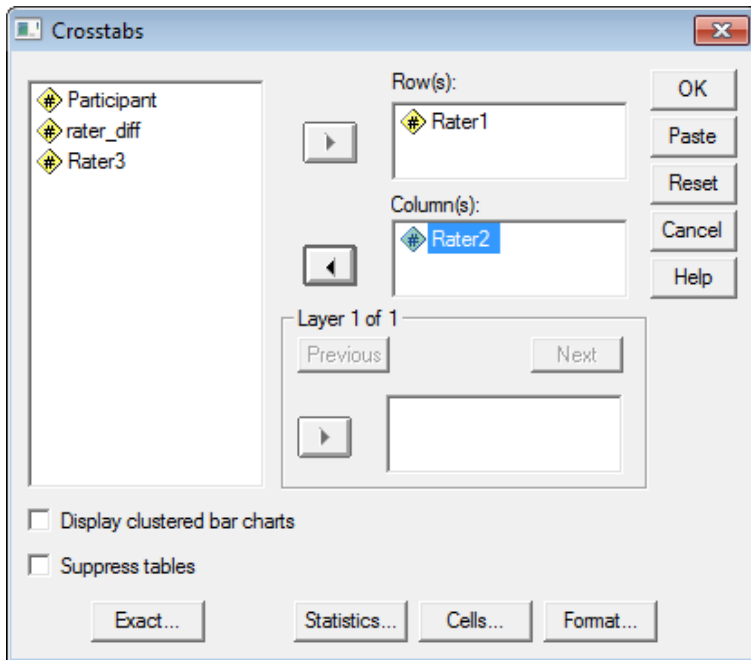 Crosstabs
Participant
rater_diff
Rater3
Row(s):
Rater1
Column(s):
Rater2
Layer 1 of 1
Previous
Next
OK
Paste
Reset
Cancel
Help
Display clustered bar charts
Suppress tables
Exact...
Statistics...
Cells...
Format...